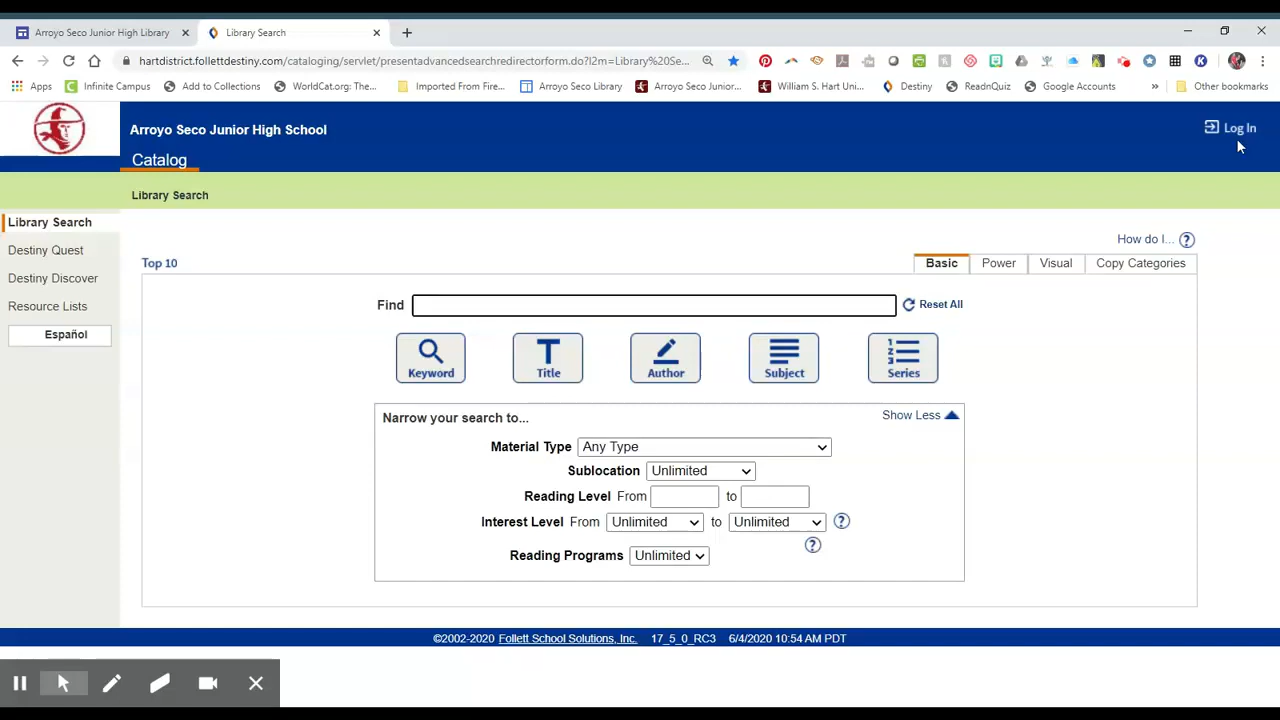 Arroyo Seco Junior High Library
Library Search
hartdistrict.follettdestiny.com/cataloging/servlet/presentadvancedsearchredirectorform.do?l2m=Library%20Se...
Apps
Infinite Campus
Add to Collections
WorldCat.org: The...
Imported From Fire...
Arroyo Seco Library
Arroyo Seco Junior...
William S. Hart Uni...
Destiny
ReadnQuiz
Google Accounts
»
Other bookmarks
Arroyo Seco Junior High School
Log In
Catalog
Library Search
Library Search
Destiny Quest
Destiny Discover
Resource Lists
Español
How do I... ?
Top 10
Basic
Power
Visual
Copy Categories
Find
Reset All
Keyword
Title
Author
Subject
Series
Narrow your search to...
Show Less
Material Type Any Type
Sublocation Unlimited
Reading Level From to
Interest Level From Unlimited to Unlimited ?
?
Reading Programs Unlimited
©2002-2020 Follett School Solutions, Inc. 17_5_0_RC3 6/4/2020 10:54 AM PDT